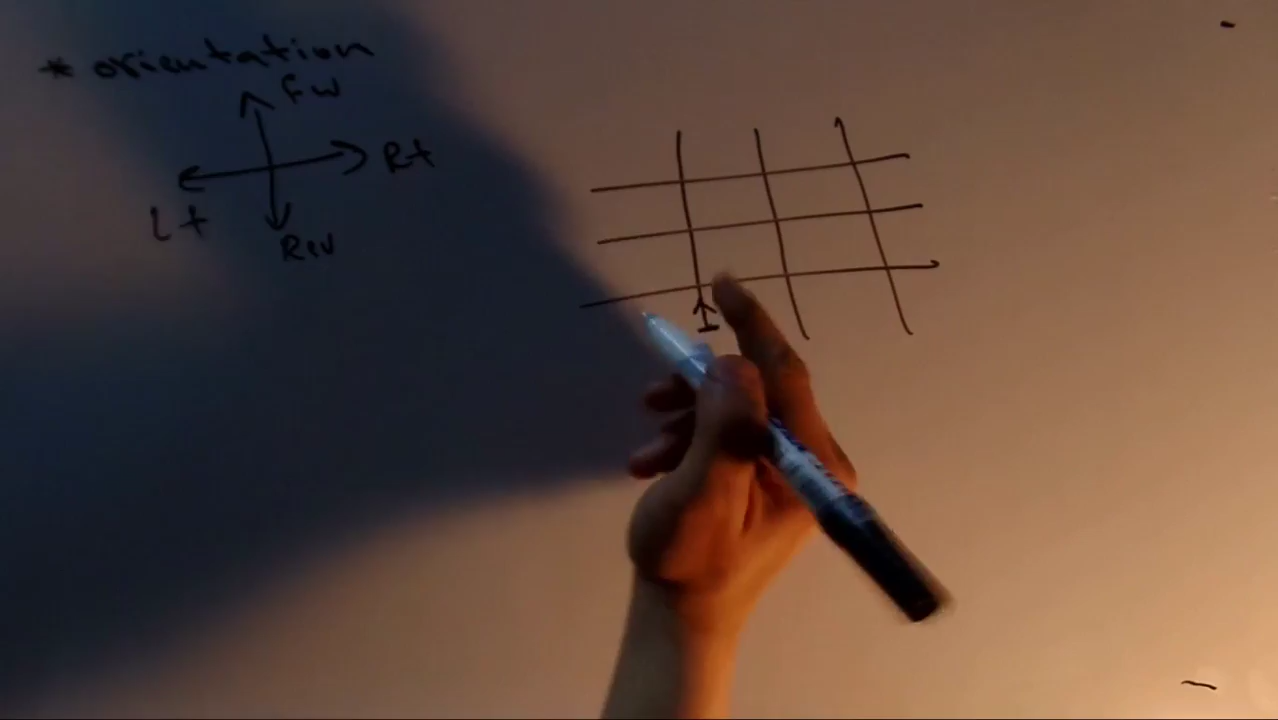 * orientation
Fw
Rt
Lt
Rev